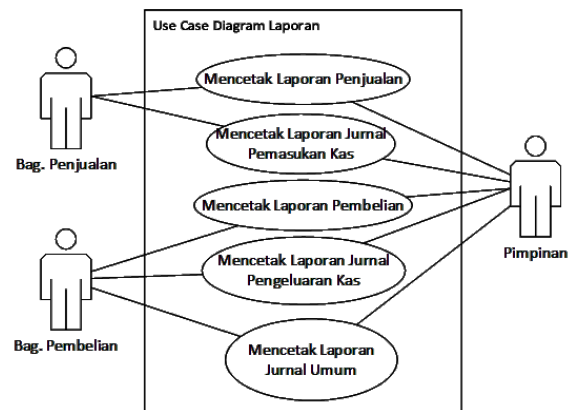 Use Case Diagram Laporan
Mencetak Laporan Penjualan
Mencetak Laporan Jurnal
Pemasukan Kas
Bag. Penjualan
Mencetak Laporan Pembelian
Pimpinan
Mencetak Laporan Jurnal
Pengeluaran Kas
Bag. Pembelian
Mencetak Laporan
Jurnal Umum